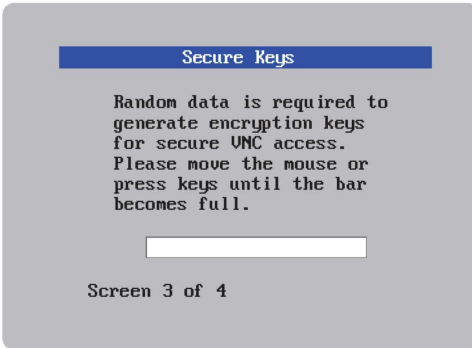 Secure Keys
Random data is required to
generate encryption keys
for secure VNC access.
Please move the mouse or
press keys until the bar
becomes full.
Screen 3 of 4